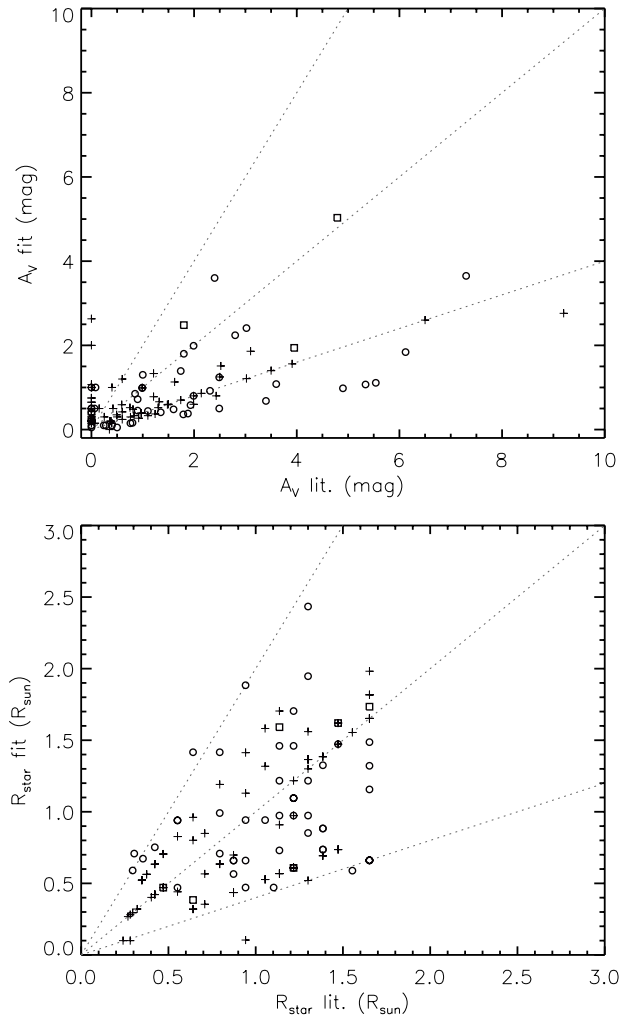 10
8
6
4
2
0
A_V fit (mag)
0 2 4 6 8 10
A_V lit. (mag)
3.0
2.5
2.0
1.5
1.0
0.5
0.0
R_star fit (R_sun)
0.0 0.5 1.0 1.5 2.0 2.5 3.0
R_star lit. (R_sun)